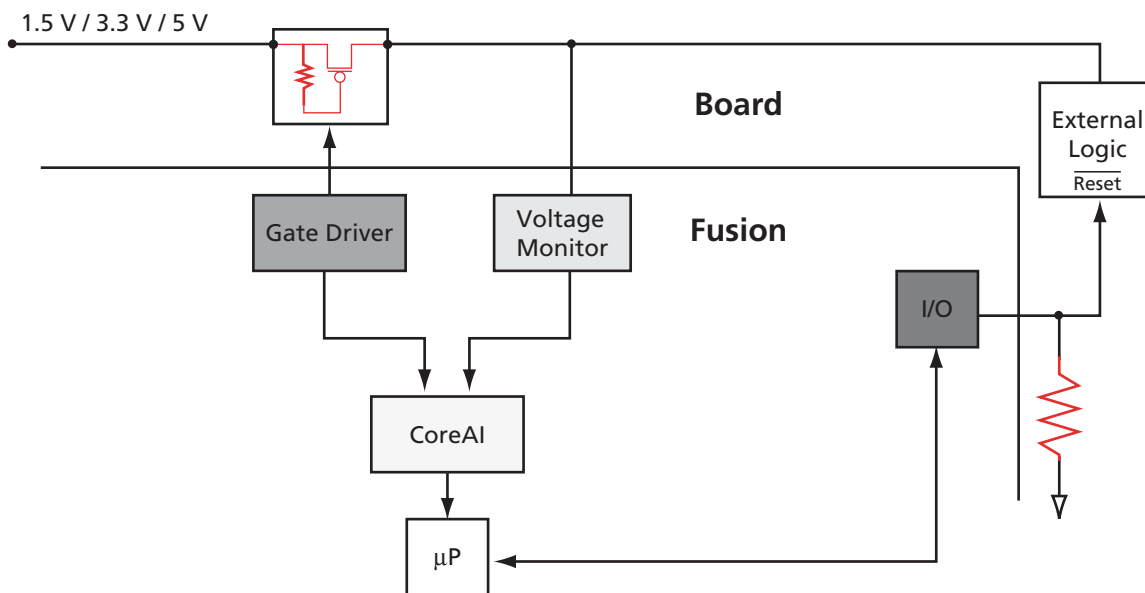 1.5 V / 3.3 V / 5 V
Board
External
Logic
Reset
Gate Driver
Voltage
Monitor
Fusion
I/O
CoreAI
μP